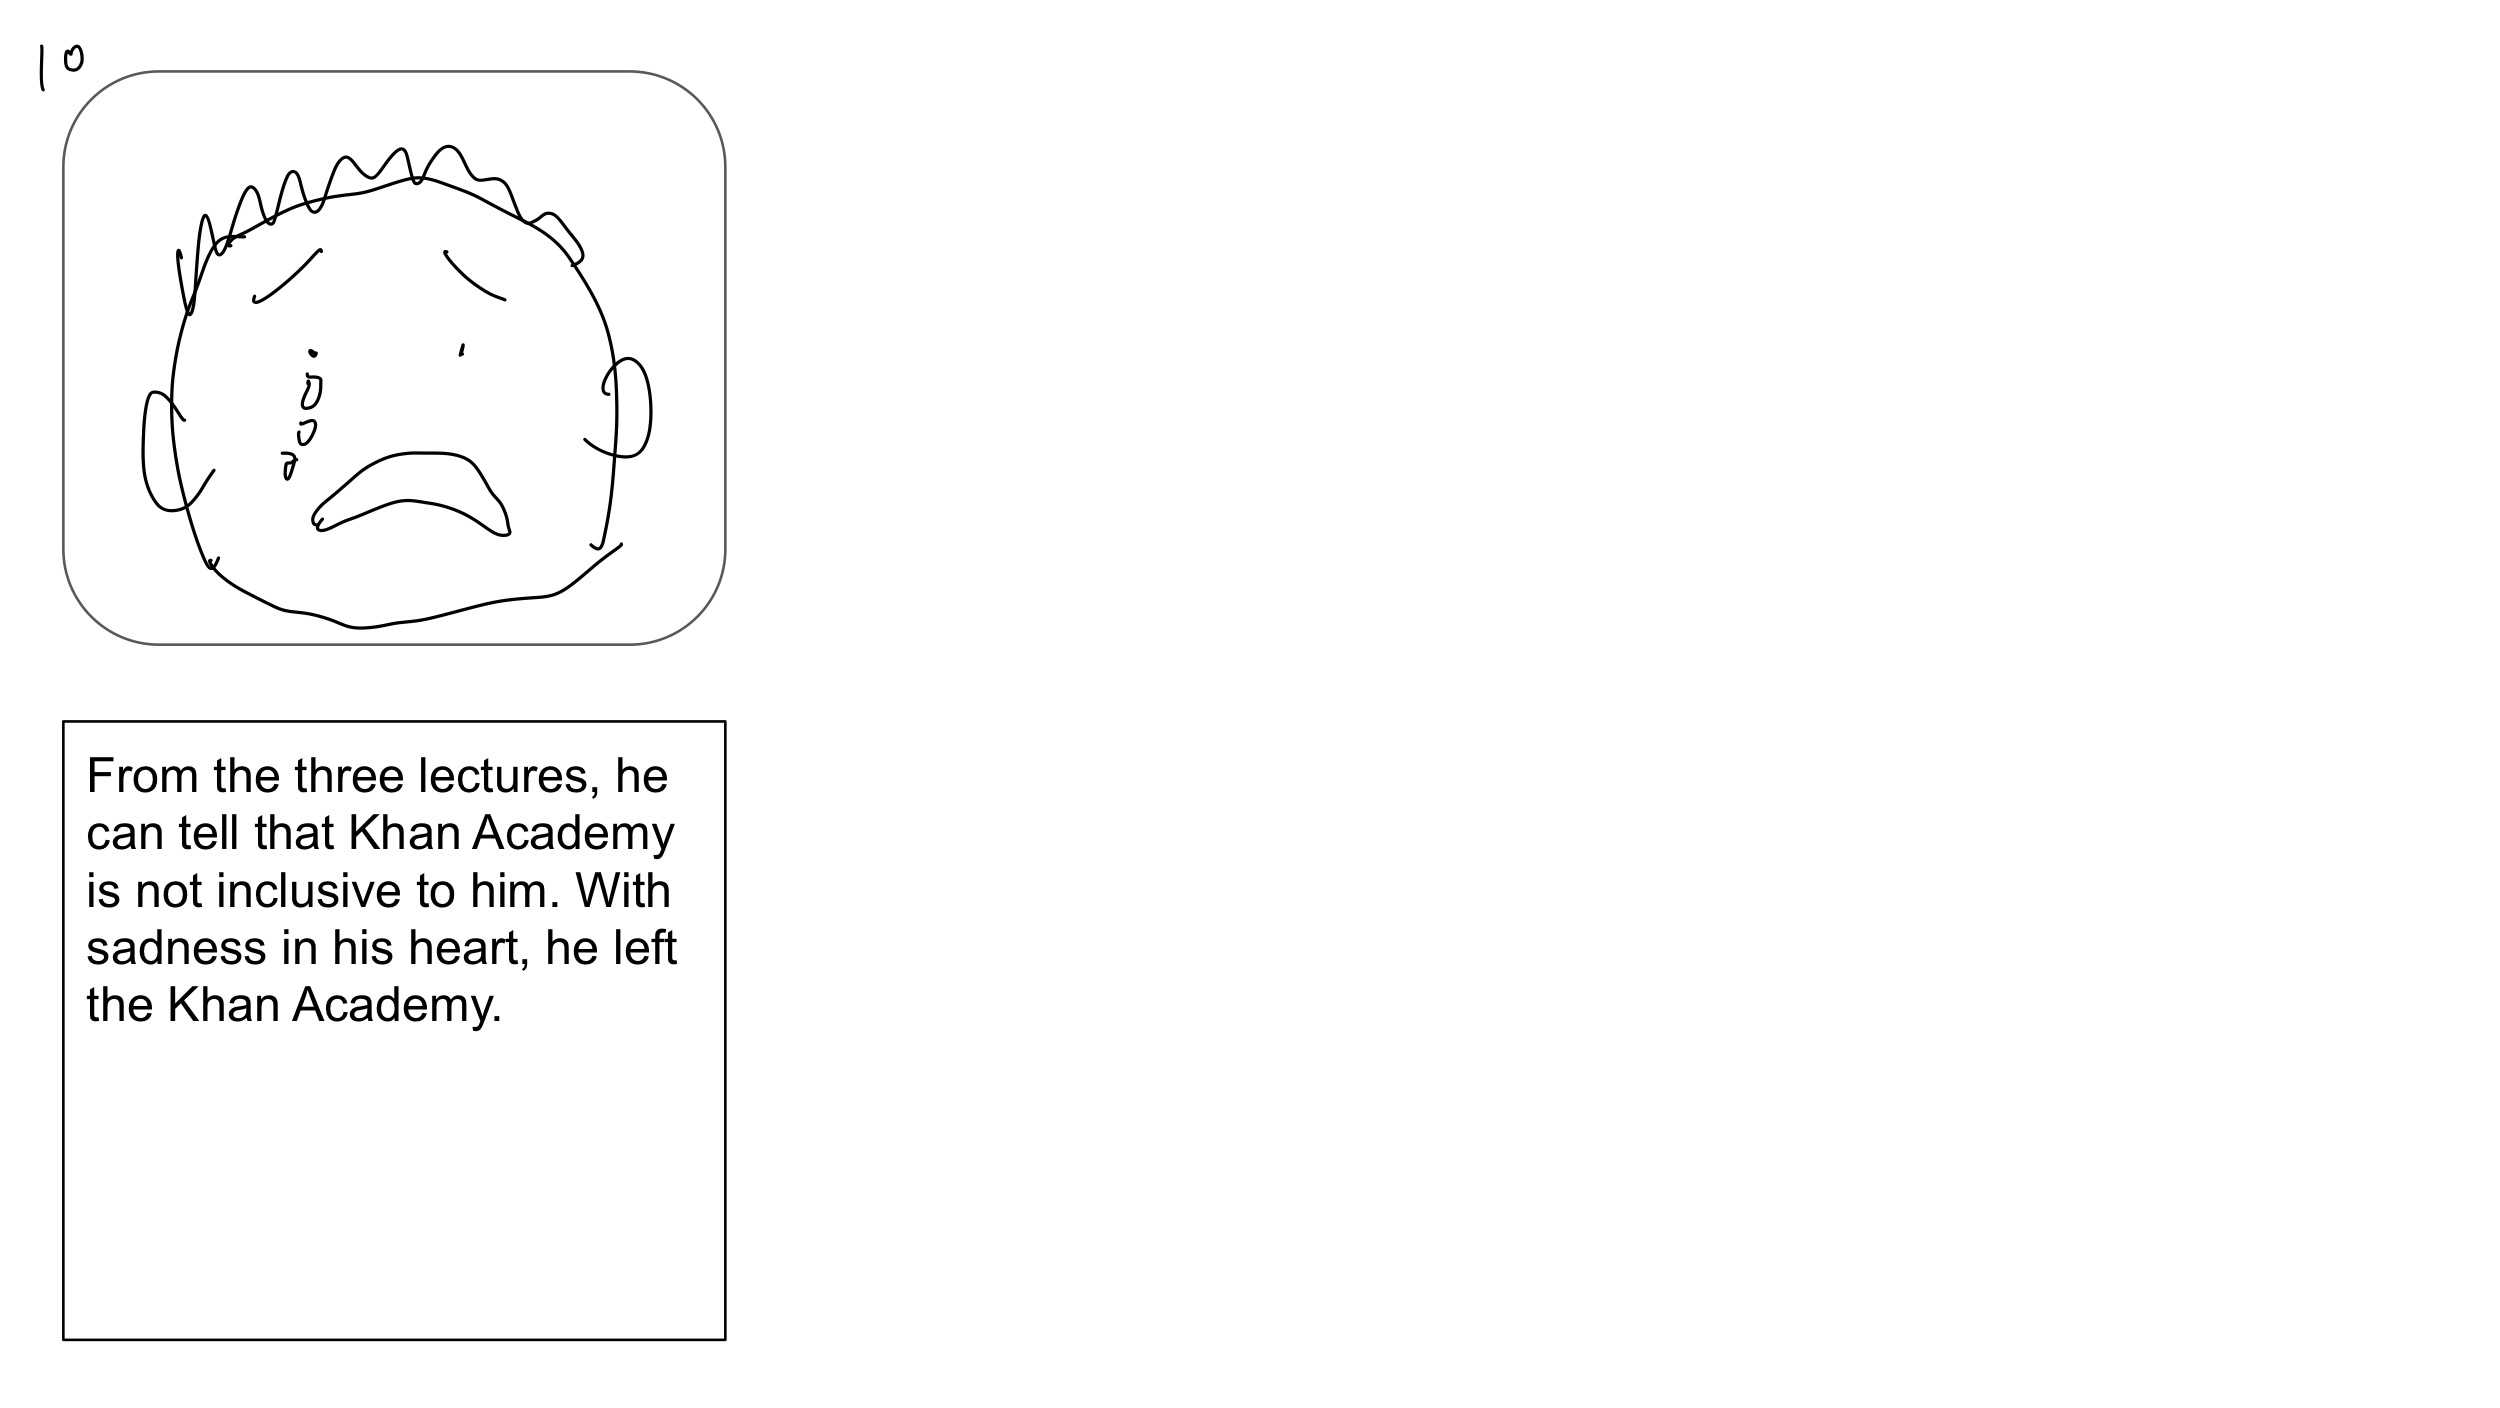 10
From the three lectures, he
can tell that Khan Academy
is not inclusive to him. With
sadness in his heart, he left
the Khan Academy.